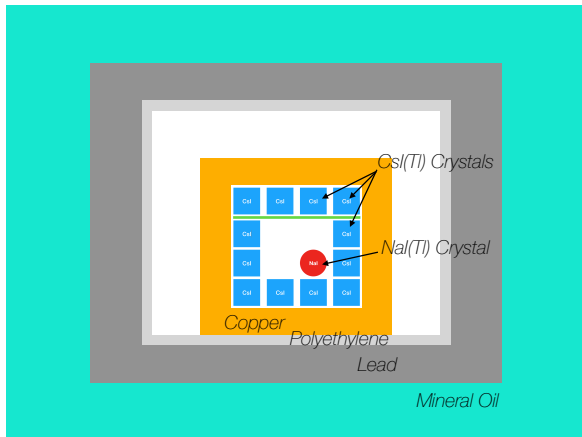 CsI(Tl) Crystals
CsI CsI CsI CsI
CsI CsI
NaI(Tl) Crystal
CsI NaI CsI
CsI CsI CsI CsI
Copper
Polyethylene
Lead
Mineral Oil